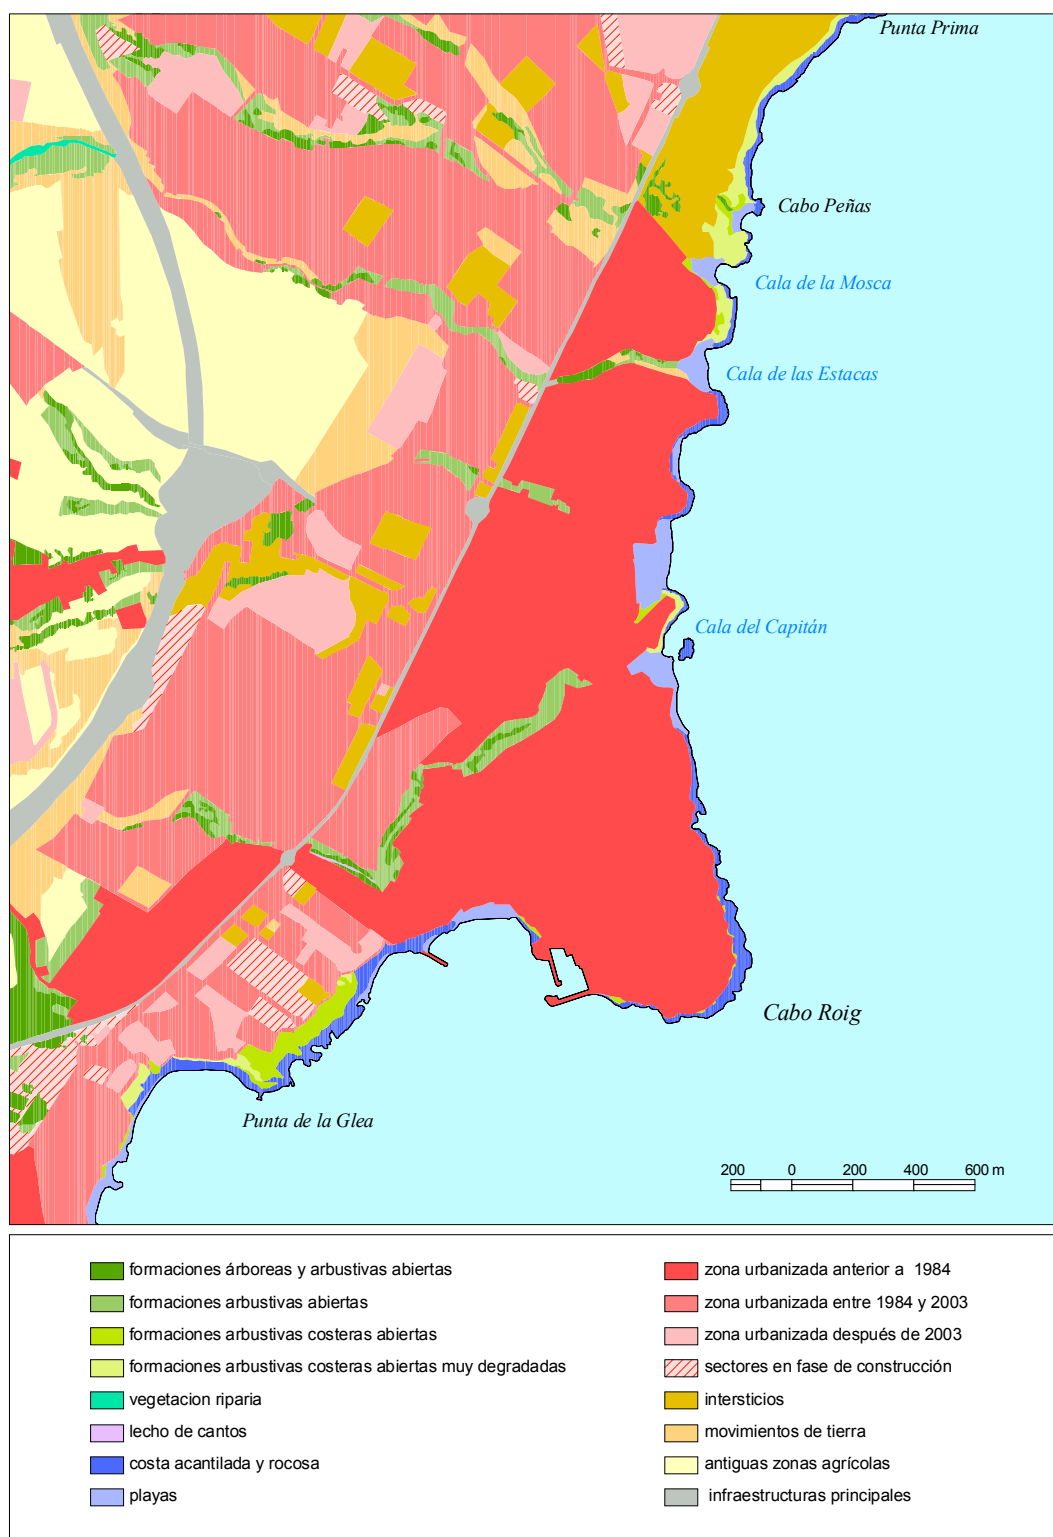 Punta Prima
Cabo Peñas
Cala de la Mosca
Cala de las Estacas
Cala del Capitán
Cabo Roig
Punta de la Glea
200 0 200 400 600 m
formaciones árboreas y arbustivas abiertas
formaciones arbustivas abiertas
formaciones arbustivas costeras abiertas
formaciones arbustivas costeras abiertas muy degradadas
vegetacion riparia
lecho de cantos
costa acantilada y rocosa
playas
zona urbanizada anterior a 1984
zona urbanizada entre 1984 y 2003
zona urbanizada después de 2003
sectores en fase de construcción
intersticios
movimientos de tierra
antiguas zonas agrícolas
infraestructuras principales